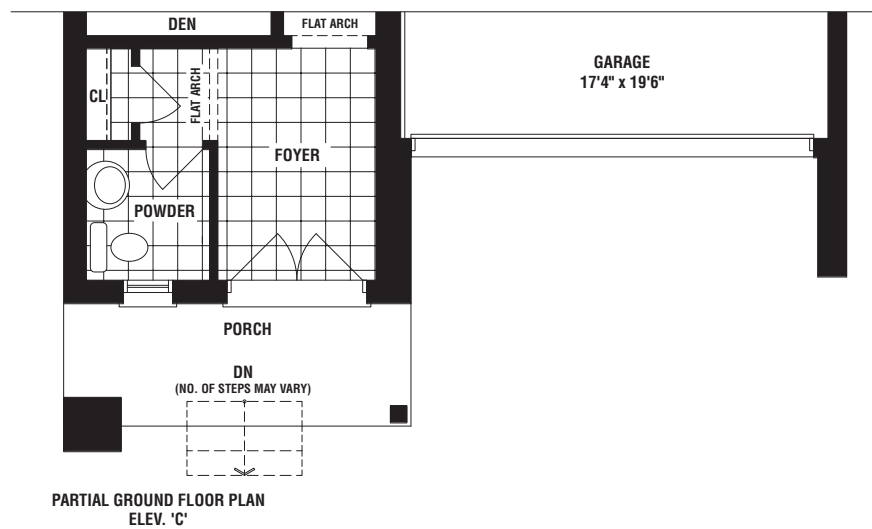 DEN
FLAT ARCH
GARAGE
17'4" x 19'6"
CL
FLAT ARCH
FOYER
POWDER
PORCH
DN
(NO. OF STEPS MAY VARY)
PARTIAL GROUND FLOOR PLAN
ELEV. 'C'